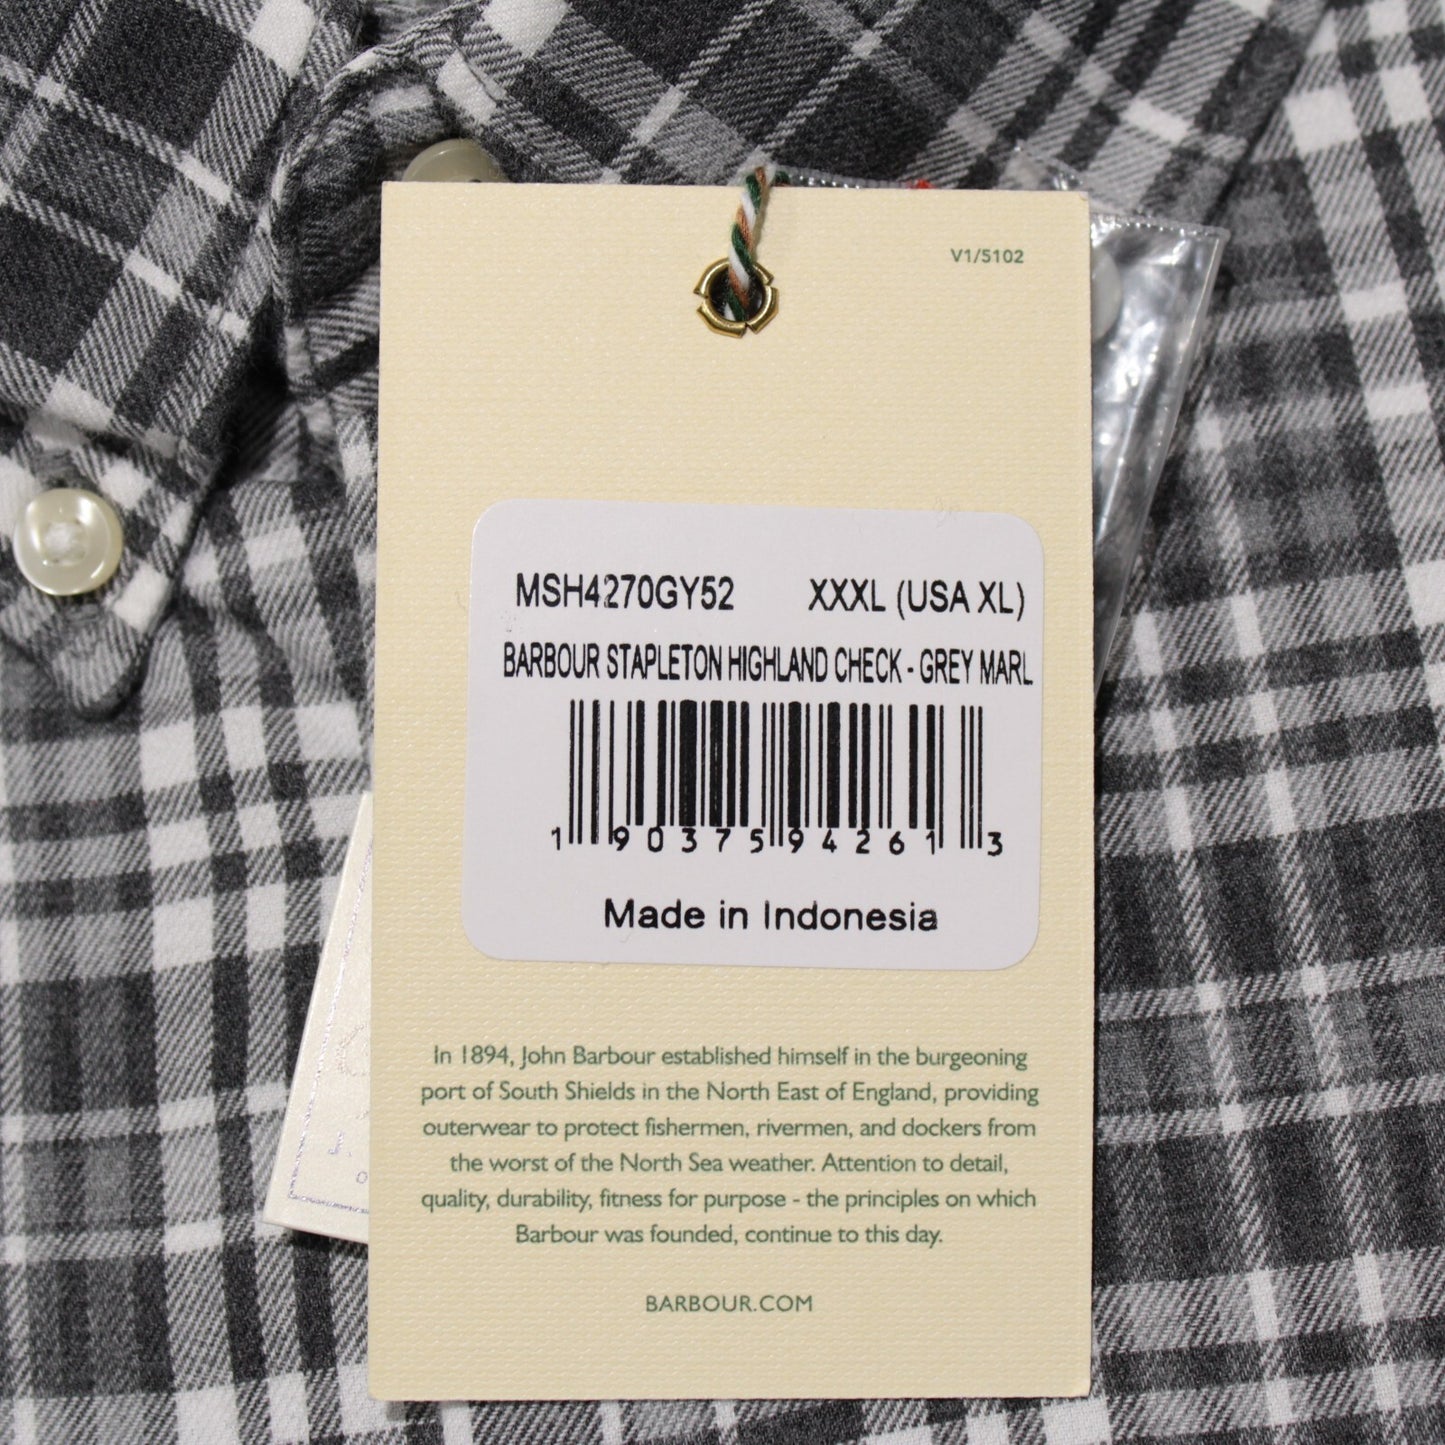 V1/5102
MSH4270GY52 XXXL (USA XL)
BARBOUR STAPLETON HIGHLAND CHECK - GREY MARL
1 90375 94261 3
Made in Indonesia
In 1894, John Barbour established himself in the burgeoning
port of South Shields in the North East of England, providing
outerwear to protect fishermen, rivermen, and dockers from
the worst of the North Sea weather. Attention to detail,
quality, durability, fitness for purpose - the principles on which
Barbour was founded, continue to this day.
BARBOUR.COM